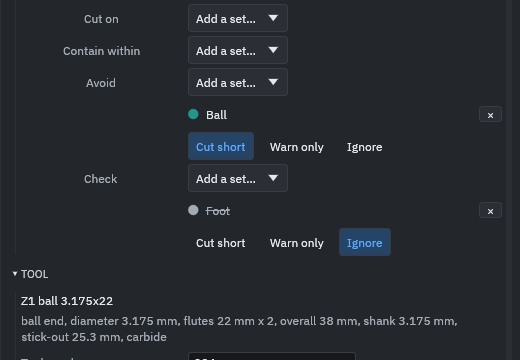 Cut on Add a set...
Contain within Add a set...
Avoid Add a set...
Ball ×
Cut short Warn only Ignore
Check Add a set...
Foot ×
Cut short Warn only Ignore
TOOL
Z1 ball 3.175x22
ball end, diameter 3.175 mm, flutes 22 mm x 2, overall 38 mm, shank 3.175 mm,
stick-out 25.3 mm, carbide